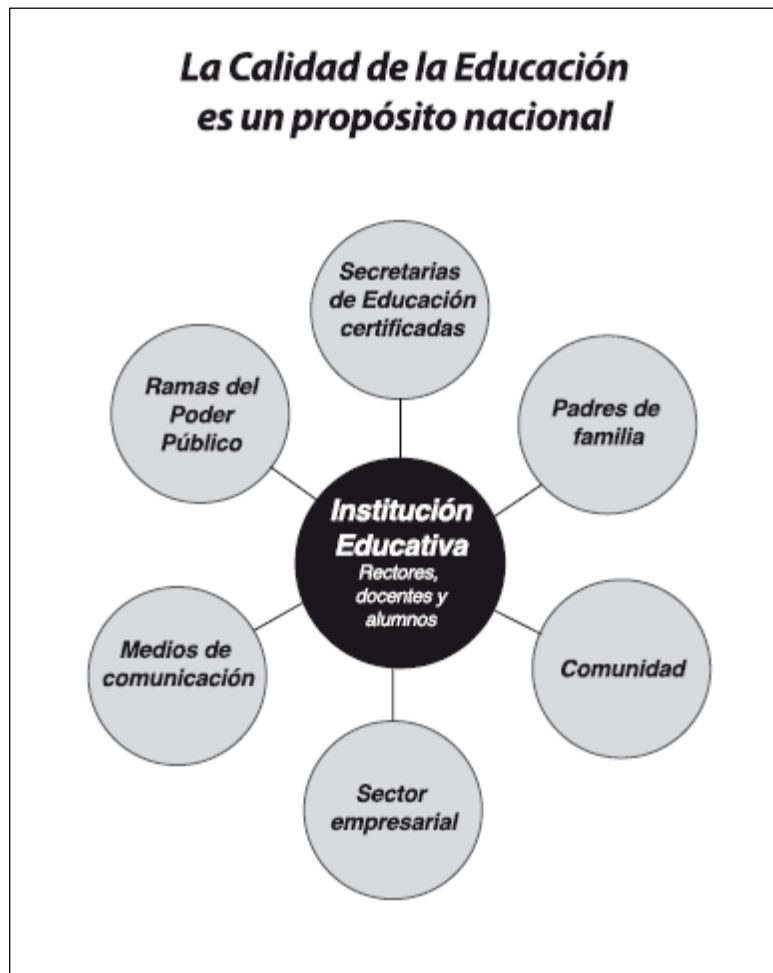 La Calidad de la Educación
es un propósito nacional
Secretarias
de Educación
certificadas
Ramas del
Poder
Público
Padres de
familia
Institución
Educativa
Rectores,
docentes y
alumnos
Medios de
comunicación
Comunidad
Sector
empresarial